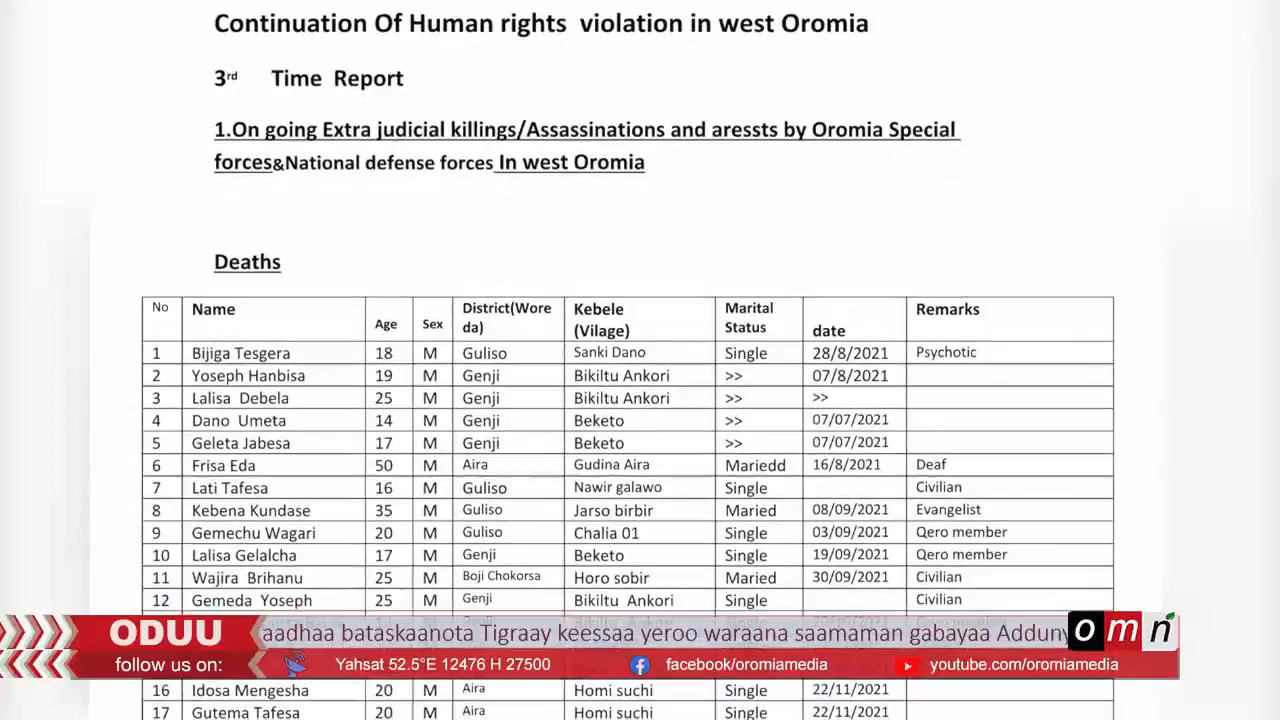 Continuation Of Human rights violation in west Oromia
3rd Time Report
1.On going Extra judicial killings/Assassinations and aressts by Oromia Special
forces&National defense forces In west Oromia
Deaths
No Name Age Sex District(Wore da) Kebele (Vilage) Marital Status date Remarks
1 Bijiga Tesgera 18 M Guliso Sanki Dano Single 28/8/2021 Psychotic
2 Yoseph Hanbisa 19 M Genji Bikiltu Ankori >> 07/8/2021
3 Lalisa Debela 25 M Genji Bikiltu Ankori >> >>
4 Dano Umeta 14 M Genji Beketo >> 07/07/2021
5 Geleta Jabesa 17 M Genji Beketo >> 07/07/2021
6 Frisa Eda 50 M Aira Gudina Aira Mariedd 16/8/2021 Deaf
7 Lati Tafesa 16 M Guliso Nawir galawo Single Civilian
8 Kebena Kundase 35 M Guliso Jarso birbir Maried 08/09/2021 Evangelist
9 Gemechu Wagari 20 M Guliso Chalia 01 Single 03/09/2021 Qero member
10 Lalisa Gelalcha 17 M Genji Beketo Single 19/09/2021 Qero member
11 Wajira Brihanu 25 M Boji Chokorsa Horo sobir Maried 30/09/2021 Civilian
12 Gemeda Yoseph 25 M Genji Bikiltu Ankori Single Civilian
ODUU aadhaa bataskaanota Tigraay keessaa yeroo waraana saamaman gabayaa Adduny omn
follow us on: Yahsat 52.5°E 12476 H 27500 facebook/oromiamedia youtube.com/oromiamedia
16 Idosa Mengesha 20 M Aira Homi suchi Single 22/11/2021
17 Gutema Tafesa 20 M Aira Homi suchi Single 22/11/2021